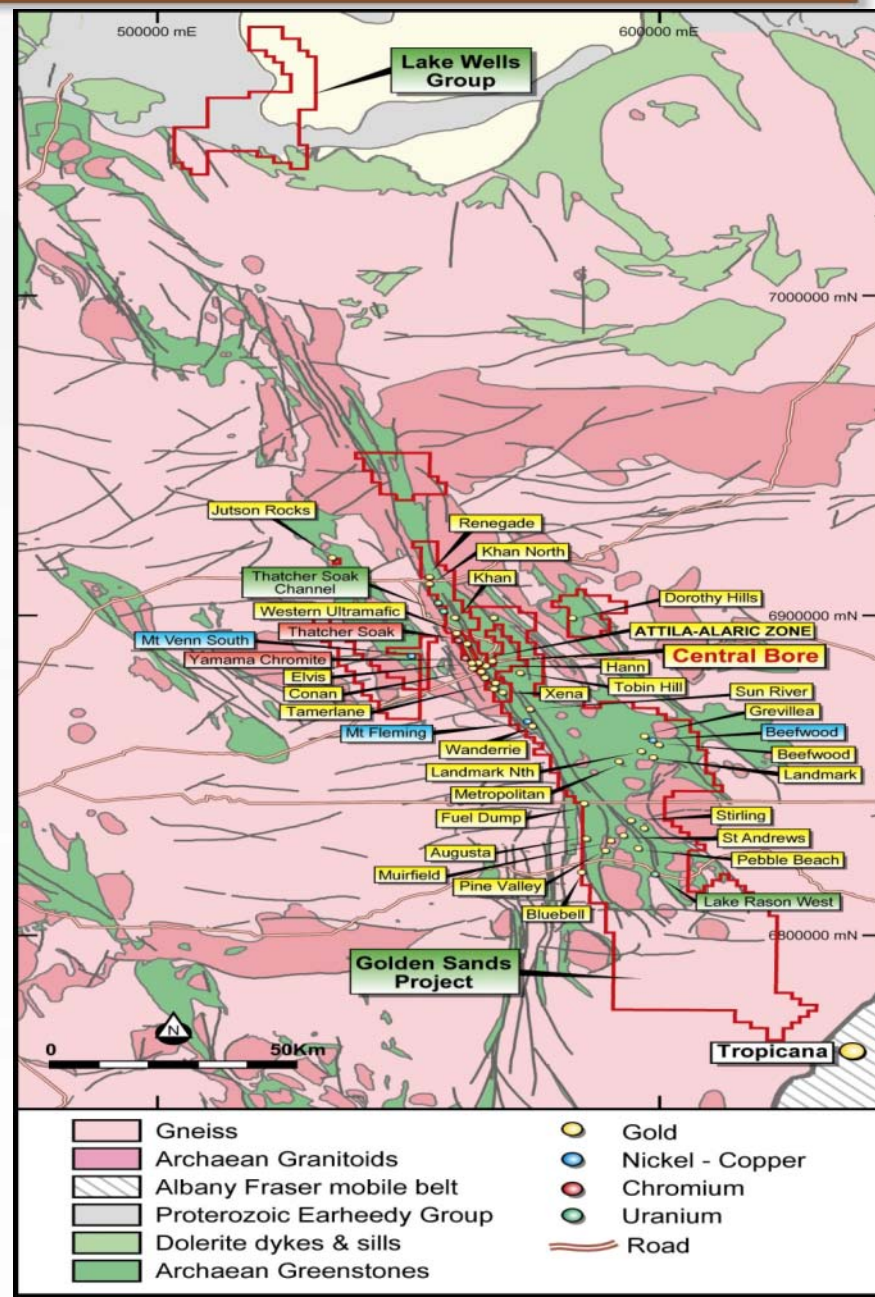 500000 mE
600000 mE
Lake Wells
Group
7000000 mN
Jutson Rocks
Renegade
Khan North
Thatcher Soak
Channel
Khan
Dorothy Hills
Western Ultramafic
6900000 mN
Thatcher Soak
ATTILA-ALARIC ZONE
Mt Venn South
Central Bore
Yamama Chromite
Hann
Elvis
Tobin Hill
Conan
Xena
Sun River
Tamerlane
Grevillea
Mt Fleming
Beefwood
Wanderrie
Beefwood
Landmark Nth
Landmark
Metropolitan
Fuel Dump
Stirling
Augusta
St Andrews
Muirfield
Pebble Beach
Pine Valley
Lake Rason West
Bluebell
6800000 mN
Golden Sands
Project
N
0
50Km
Tropicana
Gneiss
Archaean Granitoids
Albany Fraser mobile belt
Proterozoic Earheedy Group
Dolerite dykes & sills
Archaean Greenstones
Gold
Nickel - Copper
Chromium
Uranium
Road